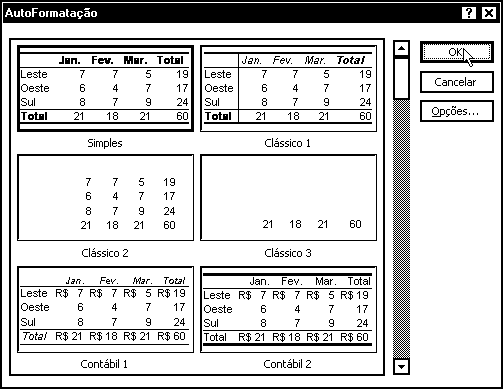 AutoFormatação
Jan. Fev. Mar. Total
Leste 7 7 5 19
Oeste 6 4 7 17
Sul 8 7 9 24
Total 21 18 21 60
Simples
Jan. Fev. Mar. Total
Leste 7 7 5 19
Oeste 6 4 7 17
Sul 8 7 9 24
Total 21 18 21 60
Clássico 1
7 7 5 19
6 4 7 17
8 7 9 24
21 18 21 60
Clássico 2
21 18 21 60
Clássico 3
Jan. Fev. Mar. Total
Leste R$ 7 R$ 7 R$ 5 R$ 19
Oeste 6 4 7 17
Sul 8 7 9 24
Total R$ 21 R$ 18 R$ 21 R$ 60
Contábil 1
Jan. Fev. Mar. Total
Leste R$ 7 R$ 7 R$ 5 R$ 19
Oeste 6 4 7 17
Sul 8 7 9 24
Total R$ 21 R$ 18 R$ 21 R$ 60
Contábil 2
OK
Cancelar
Opções...